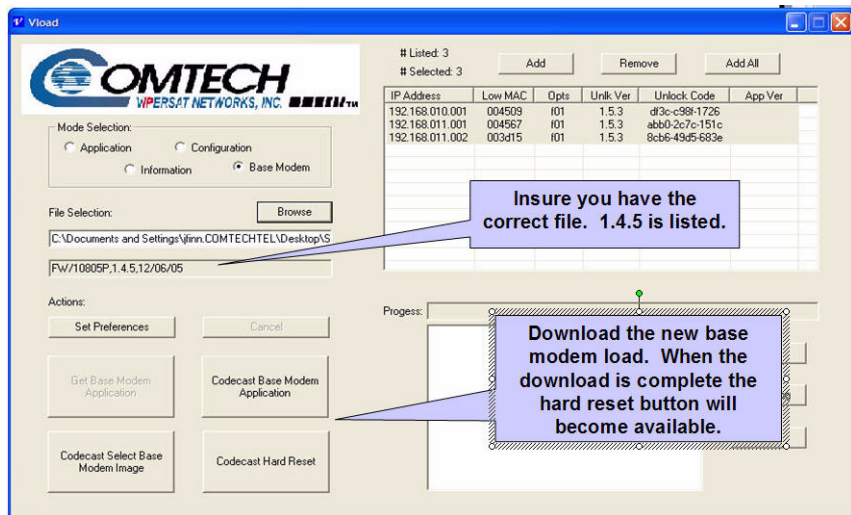 Vload
# Listed: 3
# Selected: 3
Add
Remove
Add All
COMTECH
VIPERSAT NETWORKS, INC.
TM
IP Address Low MAC Opts Unlk Ver Unlock Code App Ver
192.168.010.001 004509 f01 1.5.3 df3c-c98f-1726
192.168.011.001 004567 f01 1.5.3 abb0-2c7c-151c
192.168.011.002 003d15 f01 1.5.3 8cb6-49d5-683e
Mode Selection:
Application
Configuration
Information
Base Modem
File Selection:
Browse
C:\Documents and Settings\jfinn.COMTECHTEL\Desktop\S
FW/10805P,1.4.5,12/06/05
Insure you have the
correct file. 1.4.5 is listed.
Actions:
Set Preferences
Cancel
Get Base Modem
Application
Codecast Base Modem
Application
Codecast Select Base
Modem Image
Codecast Hard Reset
Progess:
Download the new base
modem load. When the
download is complete the
hard reset button will
become available.